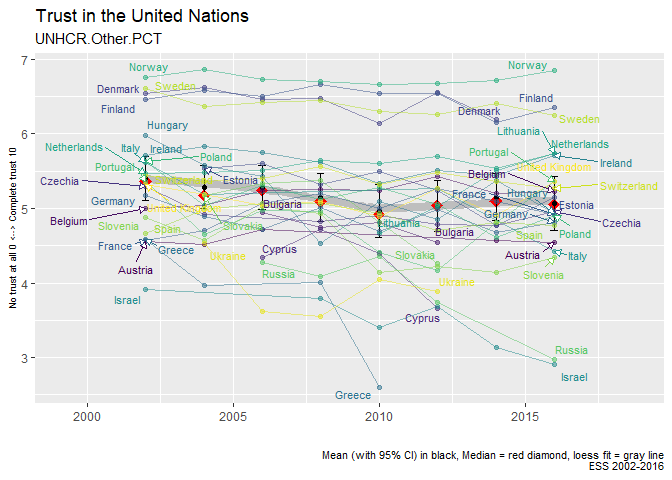 Trust in the United Nations
UNHCR.Other.PCT
No trust at all 0 <--> Complete trust t0
7
6
5
4
3
2000
2005
2010
2015
Norway
Denmark
Sweden
Finland
Hungary
Netherlands
Italy
Ireland
Poland
Portugal
Czechia
Estonia
Germany
Belgium
Slovenia
Spain
Slovakia
France
Greece
Ukraine
Austria
Israel
Bulgaria
Cyprus
Russia
Greece
Lithuania
Slovakia
Cyprus
Ukraine
Bulgaria
Norway
Finland
Denmark
Sweden
Lithuania
Netherlands
Portugal
Ireland
United Kingdom
Belgium
Switzerland
France
Hungary
Estonia
Germany
Czechia
Spain
Poland
Austria
Italy
Slovenia
Russia
Israel
Mean (with 95% CI) in black, Median = red diamond, loess fit = gray line
ESS 2002-2016